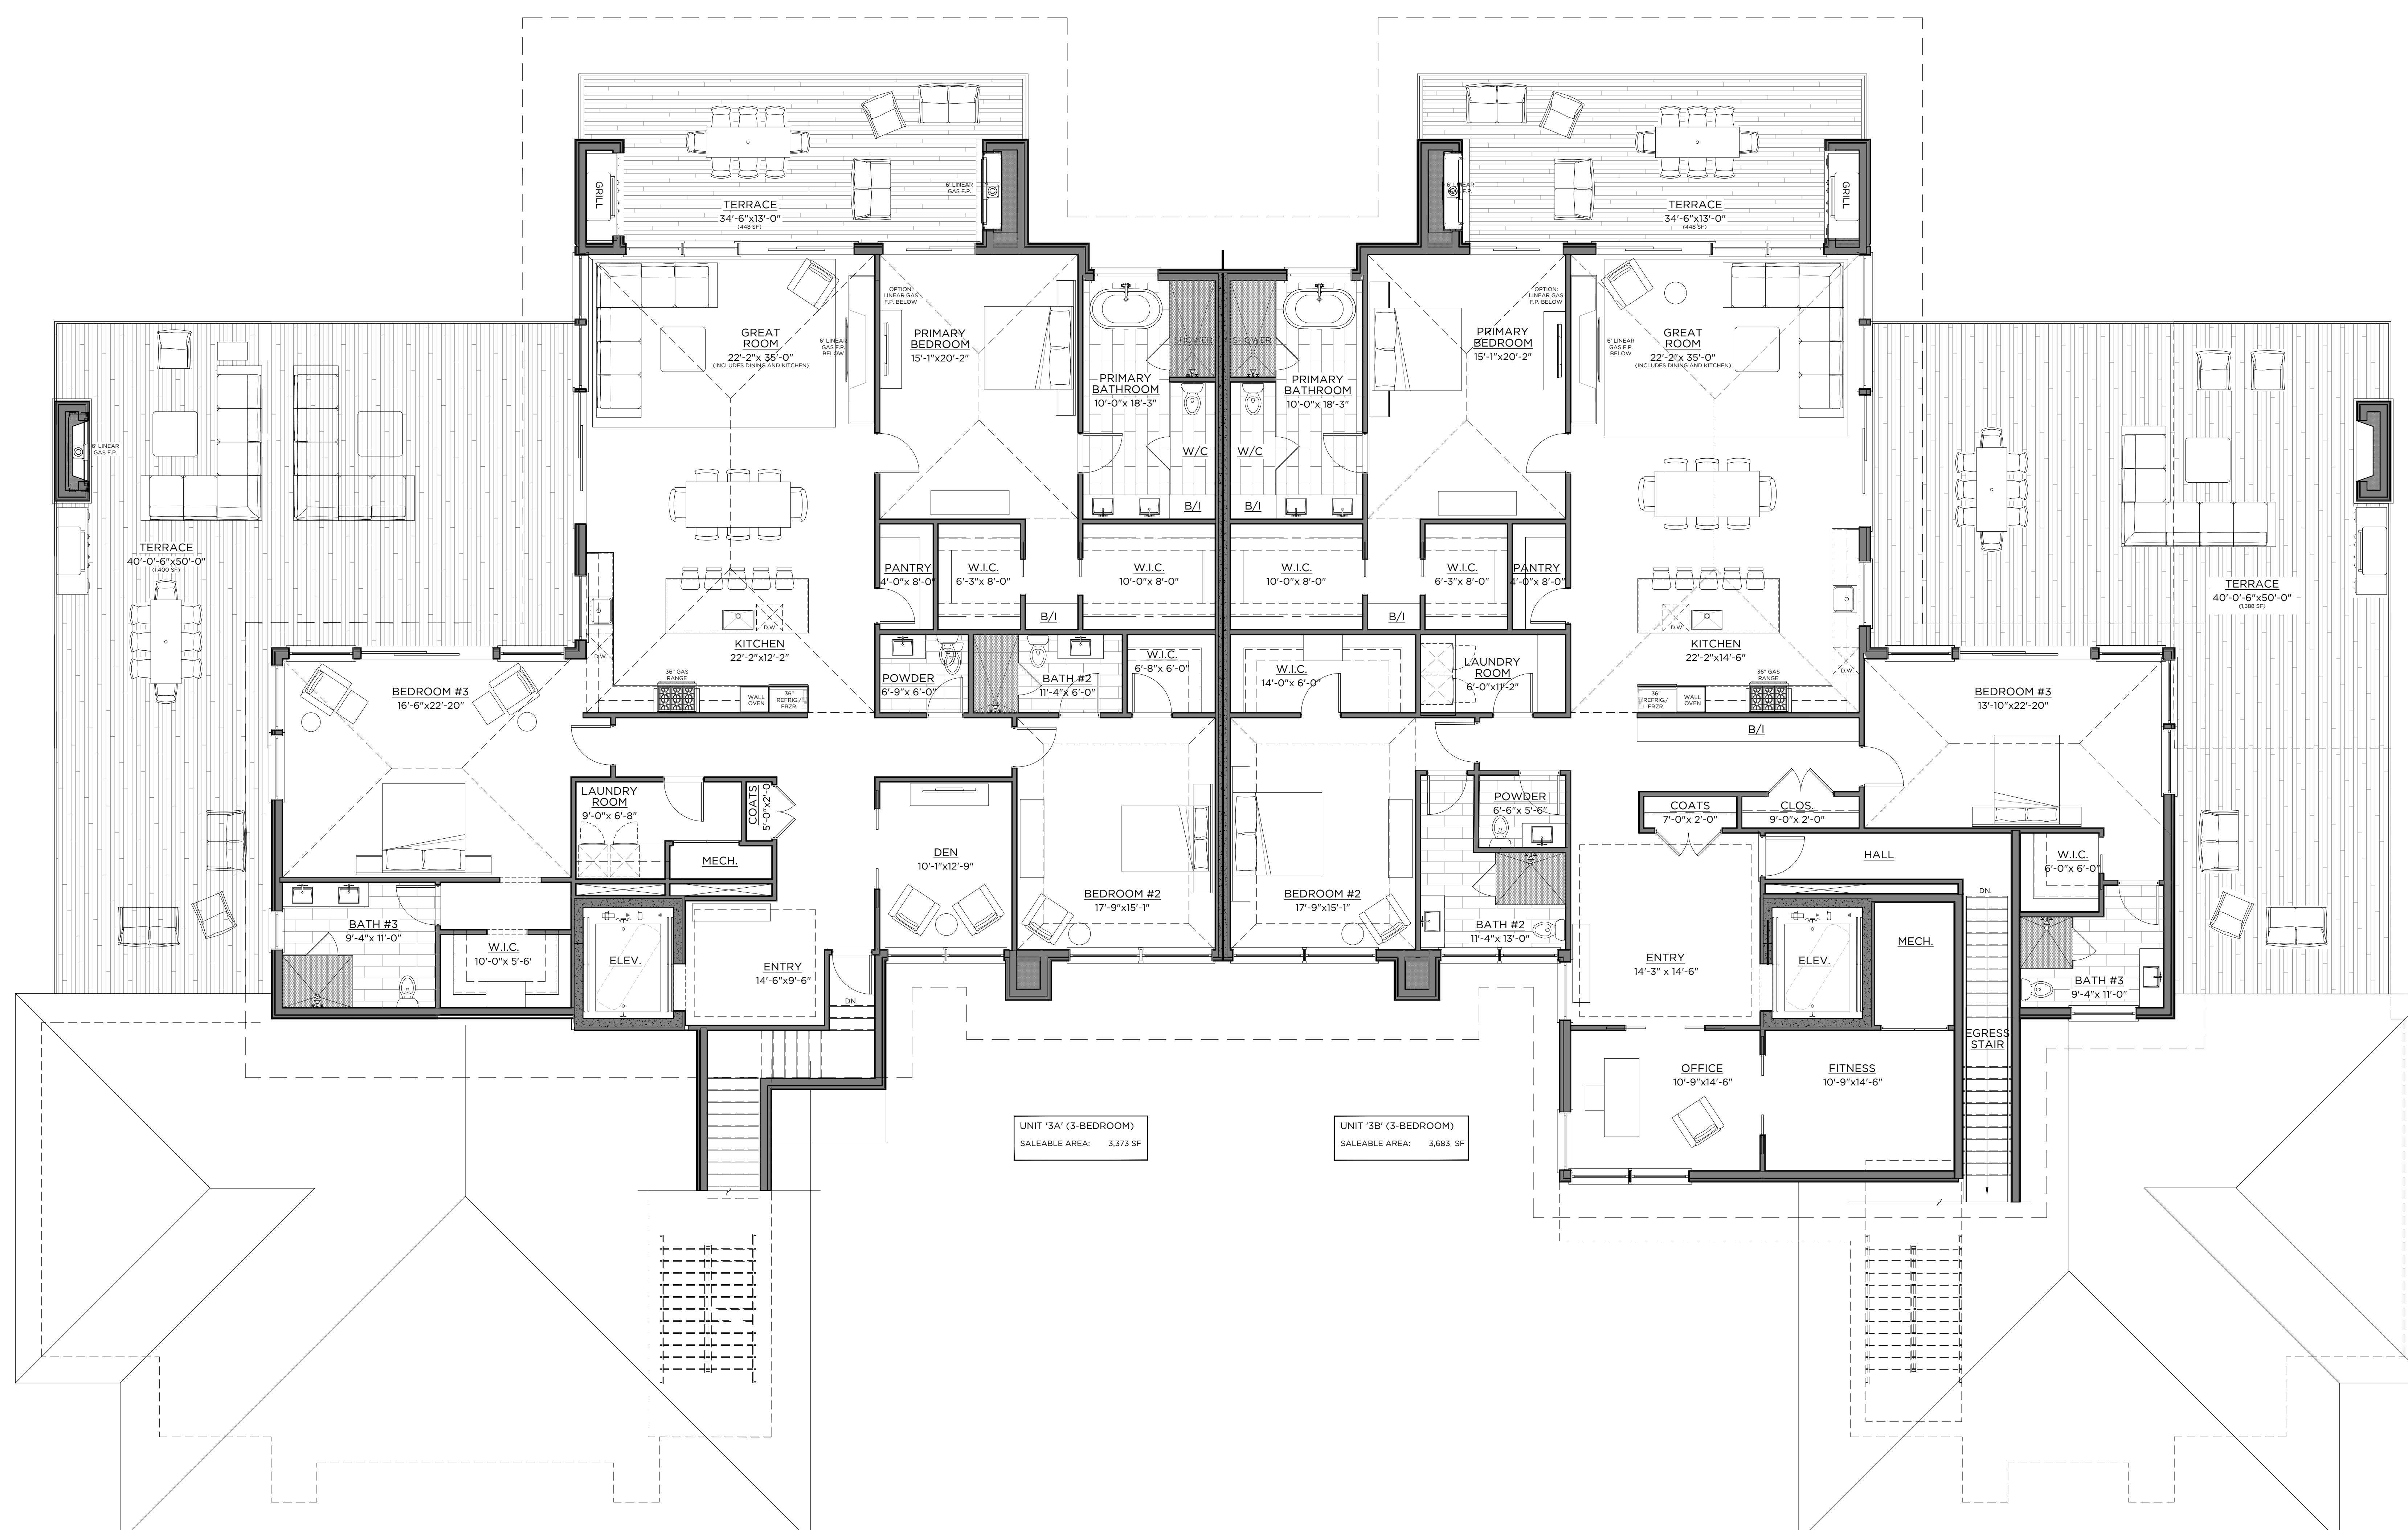 GRILL
6' LINEAR
GAS F.P.
TERRACE
34'-6"x13'-0"
(448 SF)
6' LINEAR
GAS F.P.
TERRACE
34'-6"x13'-0"
(448 SF)
GRILL
GREAT
ROOM
22'-2"x 35'-0"
(INCLUDES DINING AND KITCHEN)
6' LINEAR
GAS F.P.
BELOW
OPTION:
LINEAR GAS
F.P. BELOW
PRIMARY
BEDROOM
15'-1"x20'-2"
SHOWER
PRIMARY
BATHROOM
10'-0"x 18'-3"
W/C
B/I
SHOWER
PRIMARY
BATHROOM
10'-0"x 18'-3"
W/C
B/I
PRIMARY
BEDROOM
15'-1"x20'-2"
OPTION:
LINEAR GAS
F.P. BELOW
6' LINEAR
GAS F.P.
BELOW
GREAT
ROOM
22'-2"x 35'-0"
(INCLUDES DINING AND KITCHEN)
6' LINEAR
GAS F.P.
TERRACE
40'-0'-6"x50'-0"
(1,400 SF)
PANTRY
4'-0"x 8'-0"
W.I.C.
6'-3"x 8'-0"
B/I
W.I.C.
10'-0"x 8'-0"
W.I.C.
10'-0"x 8'-0"
B/I
W.I.C.
6'-3"x 8'-0"
PANTRY
4'-0"x 8'-0"
TERRACE
40'-0'-6"x50'-0"
(1,388 SF)
D.W.
D.W.
KITCHEN
22'-2"x12'-2"
36" GAS
RANGE
WALL
OVEN
36"
REFRIG./
FRZR.
POWDER
6'-9"x 6'-0"
BATH #2
11'-4"x 6'-0"
W.I.C.
6'-8"x 6'-0"
W.I.C.
14'-0"x 6'-0"
LAUNDRY
ROOM
6'-0"x11'-2"
D.W.
KITCHEN
22'-2"x14'-6"
D.W.
36"
REFRIG./
FRZR.
WALL
OVEN
36" GAS
RANGE
B/I
BEDROOM #3
16'-6"x22'-20"
BEDROOM #3
13'-10"x22'-20"
LAUNDRY
ROOM
9'-0"x 6'-8"
COATS
5'-0"x2'-0"
MECH.
DEN
10'-1"x12'-9"
BEDROOM #2
17'-9"x15'-1"
BEDROOM #2
17'-9"x15'-1"
POWDER
6'-6"x 5'-6"
BATH #2
11'-4"x 13'-0"
COATS
7'-0"x 2'-0"
CLOS.
9'-0"x 2'-0"
HALL
W.I.C.
6'-0"x 6'-0"
DN.
BATH #3
9'-4"x 11'-0"
W.I.C.
10'-0"x 5'-6'
ELEV.
ENTRY
14'-6"x9'-6"
DN.
ENTRY
14'-3" x 14'-6"
ELEV.
MECH.
BATH #3
9'-4"x 11'-0"
EGRESS
STAIR
OFFICE
10'-9"x14'-6"
FITNESS
10'-9"x14'-6"
UNIT '3A' (3-BEDROOM)
SALEABLE AREA: 3,373 SF
UNIT '3B' (3-BEDROOM)
SALEABLE AREA: 3,683 SF